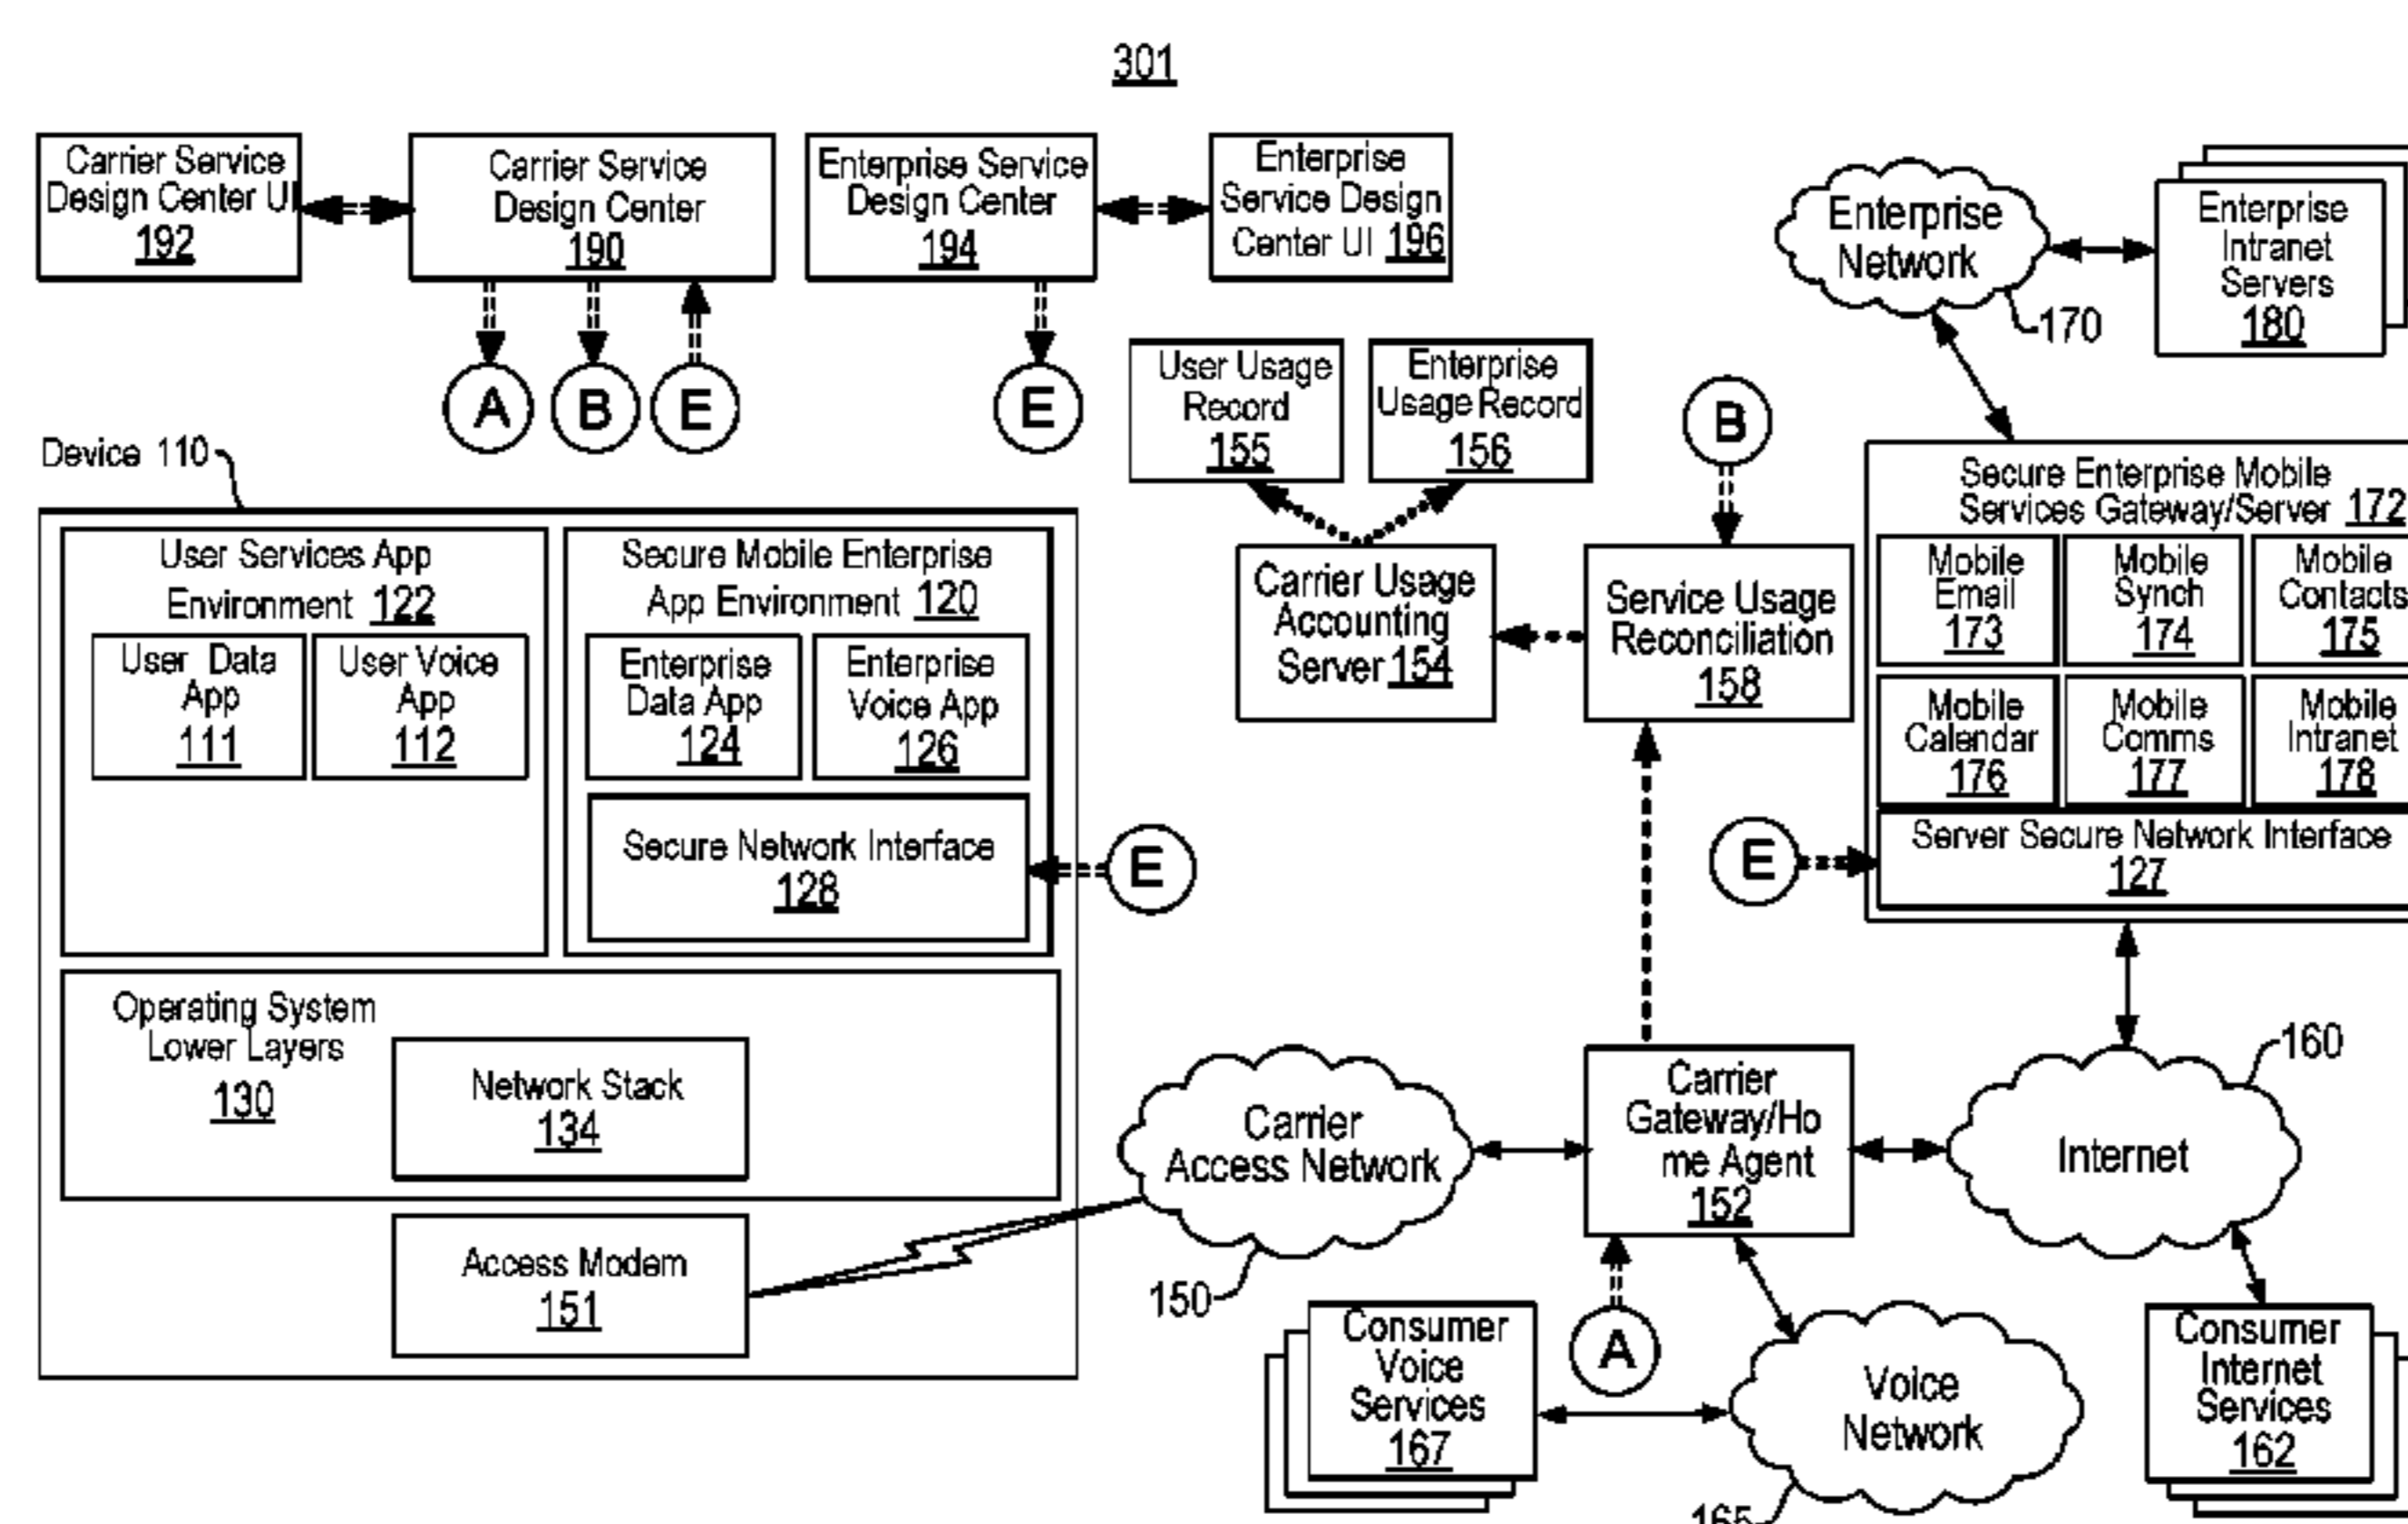 301
Carrier Service
Design Center UI
192
Carrier Service
Design Center
190
Enterprise Service
Design Center
194
Enterprise
Service Design
Center UI 196
A
B
E
E
Enterprise
Network
170
Enterprise
Intranet
Servers
180
User Usage
Record
155
Enterprise
Usage Record
156
B
Device 110
User Services App
Environment 122
User Data
App
111
User Voice
App
112
Secure Mobile Enterprise
App Environment 120
Enterprise
Data App
124
Enterprise
Voice App
126
Secure Network Interface
128
E
Operating System
Lower Layers
130
Network Stack
134
Access Modem
151
Carrier Usage
Accounting
Server 154
Service Usage
Reconciliation
158
Secure Enterprise Mobile
Services Gateway/Server 172
Mobile
Email
173
Mobile
Synch
174
Mobile
Contacts
175
Mobile
Calendar
176
Mobile
Comms
177
Mobile
Intranet
178
Server Secure Network Interface
127
E
Carrier
Access Network
150
Carrier
Gateway/Ho
me Agent
152
Internet
160
A
Consumer
Voice
Services
167
Voice
Network
165
Consumer
Internet
Services
162